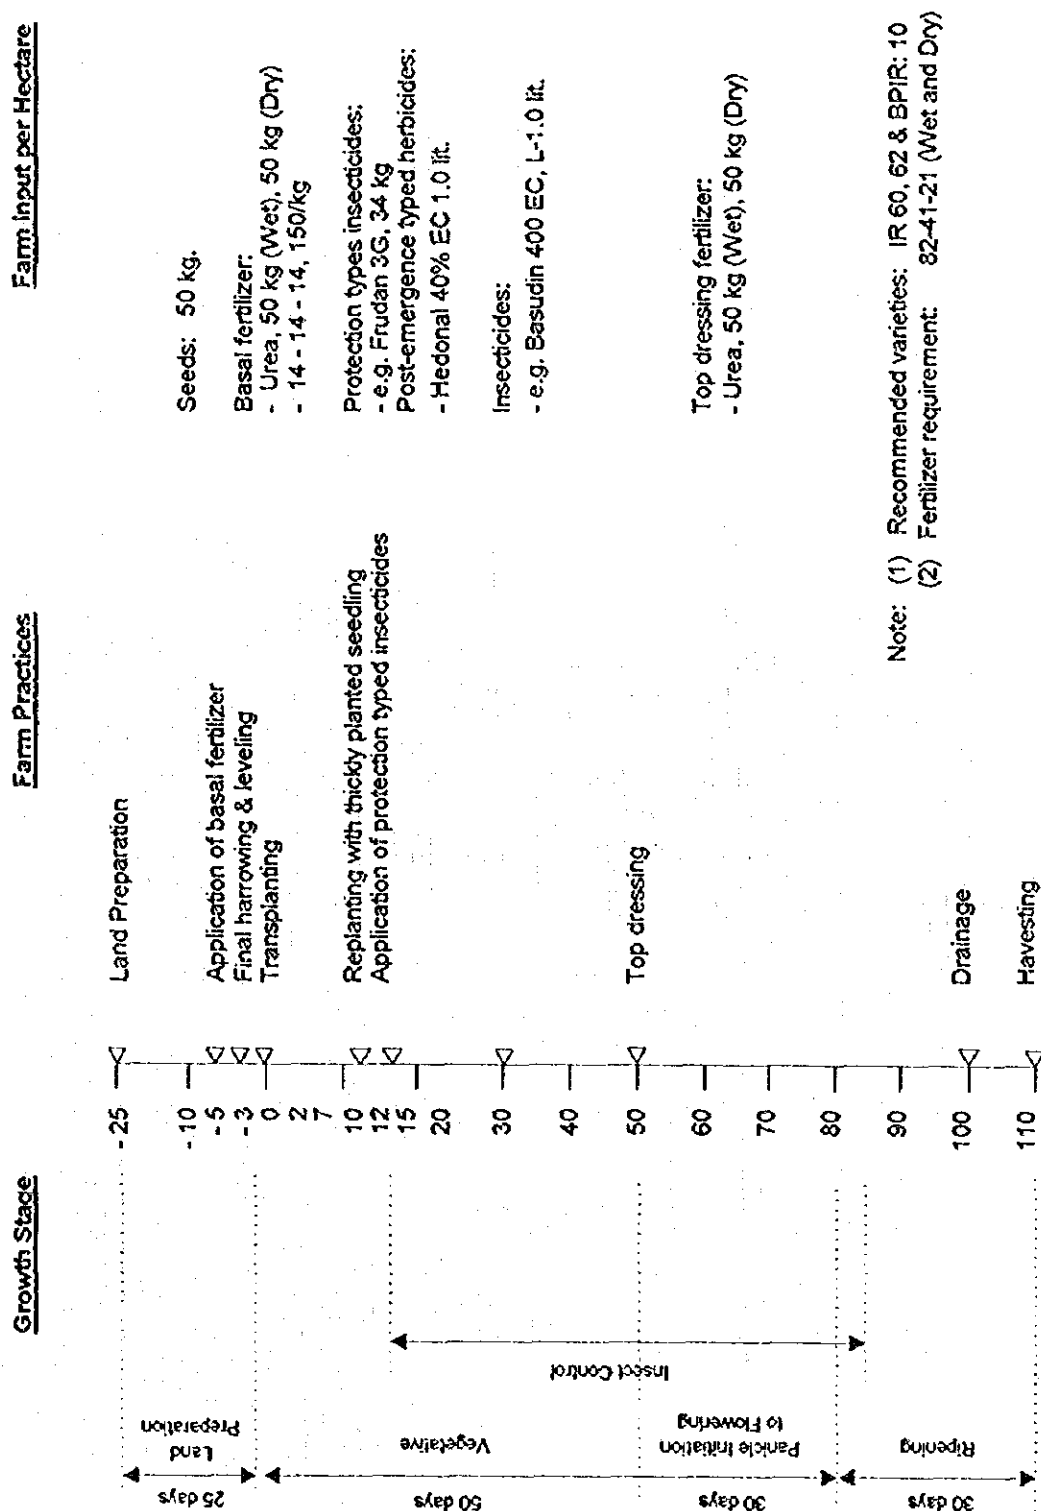 Growth Stage
Farm Practices
Farm Input per Hectare
25 days
Land
Preparation
50 days
Vegetative
30 days
Panicle Initiation
to Flowering
30 days
Ripening
Insect Control
- 25
- 10
- 5
- 3
0
2
7
10
12
15
20
30
40
50
60
70
80
90
100
110
Land Preparation
Application of basal fertilizer
Final harrowing & leveling
Transplanting
Replanting with thickly planted seedling
Application of protection typed insecticides
Top dressing
Drainage
Havesting
Seeds: 50 kg.
Basal fertilizer:
- Urea, 50 kg (Wet), 50 kg (Dry)
- 14 - 14 - 14, 150/kg
Protection types insecticides:
- e.g. Frudan 3G, 34 kg
Post-emergence typed herbicides:
- Hedonal 40% EC 1.0 lit.
Insecticides:
- e.g. Basudin 400 EC, L-1.0 lit.
Top dressing fertilizer:
- Urea, 50 kg (Wet), 50 kg (Dry)
Note: (1) Recommended varieties: IR 60, 62 & BPIR: 10
(2) Fertilizer requirement: 82-41-21 (Wet and Dry)